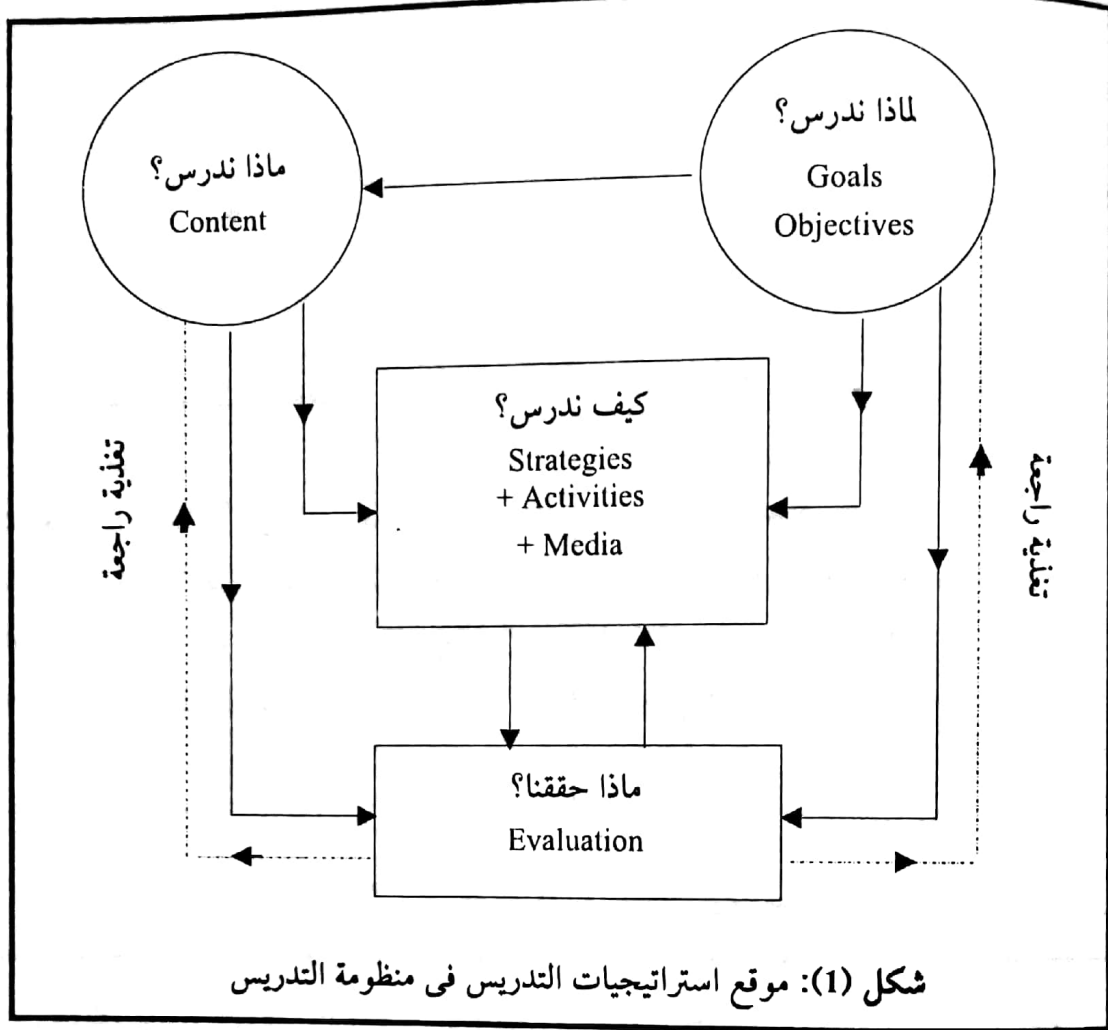 لماذا ندرس؟
Goals
Objectives
ماذا ندرس؟
Content
كيف ندرس؟
Strategies
+ Activities
+ Media
تغذية راجعة
تغذية راجعة
ماذا حققنا؟
Evaluation
شكل (1): موقع استراتيجيات التدريس فى منظومة التدريس